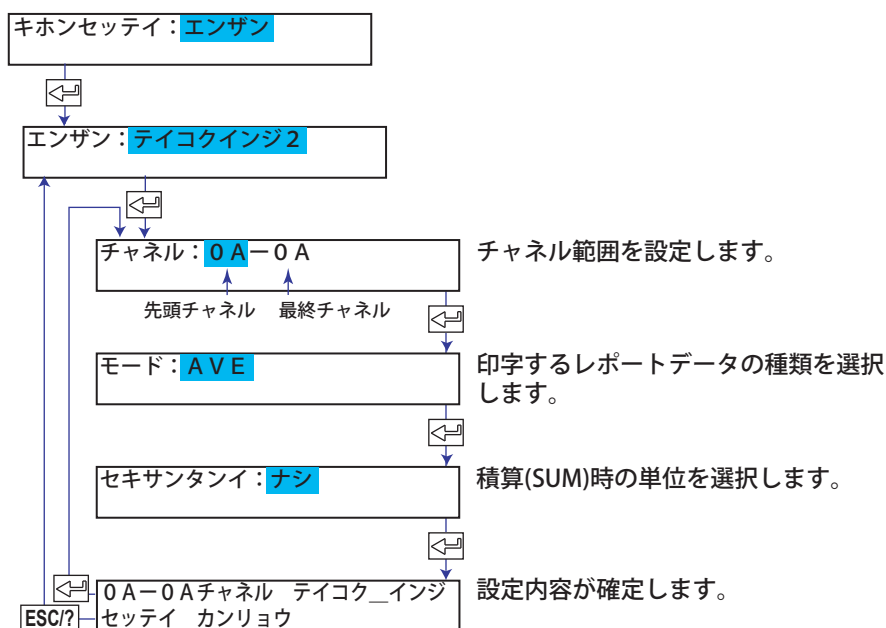 キホンセッテイ：エンザン
エンザン：テイコクインジ２
チャネル：０Ａ－０Ａ
チャネル範囲を設定します。
先頭チャネル　最終チャネル
モード：ＡＶＥ
印字するレポートデータの種類を選択
します。
セキサンタンイ：ナシ
積算(SUM)時の単位を選択します。
０Ａ－０Ａチャネル　テイコク＿インジ
セッテイ　カンリョウ
設定内容が確定します。
ESC/?